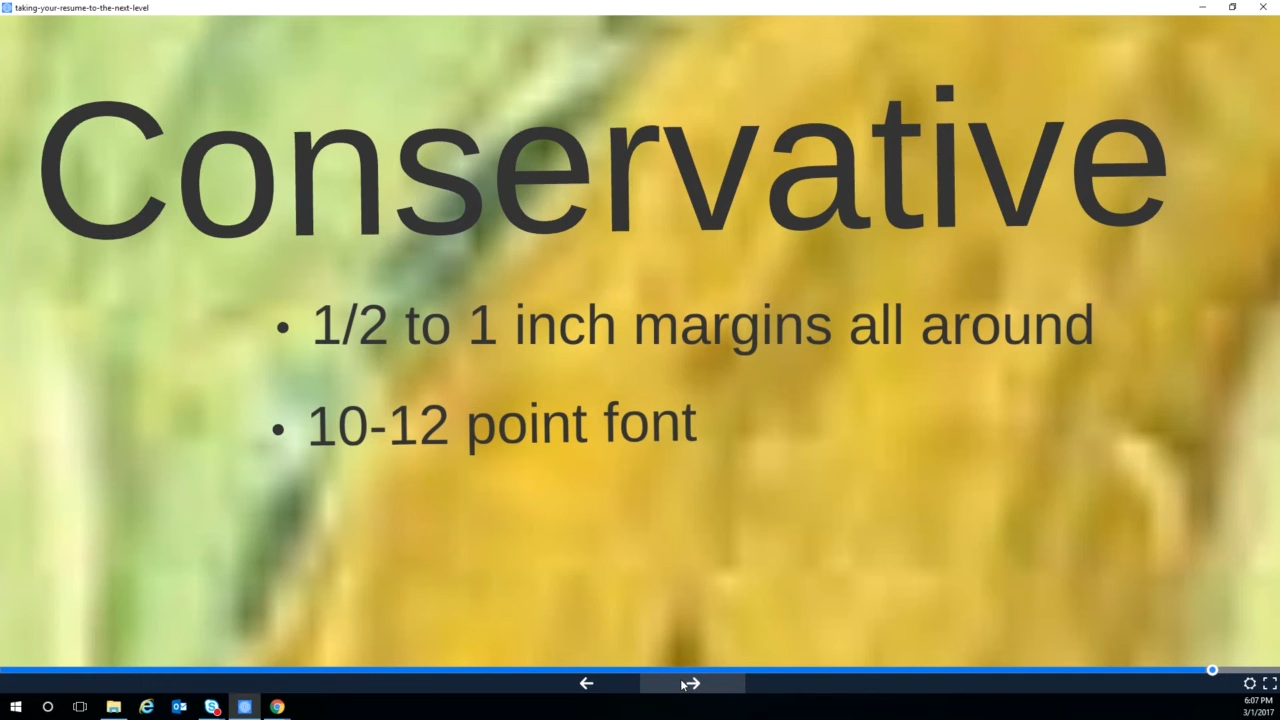 taking-your-resume-to-the-next-level
Conservative
• 1/2 to 1 inch margins all around
• 10-12 point font
6:07 PM
3/1/2017